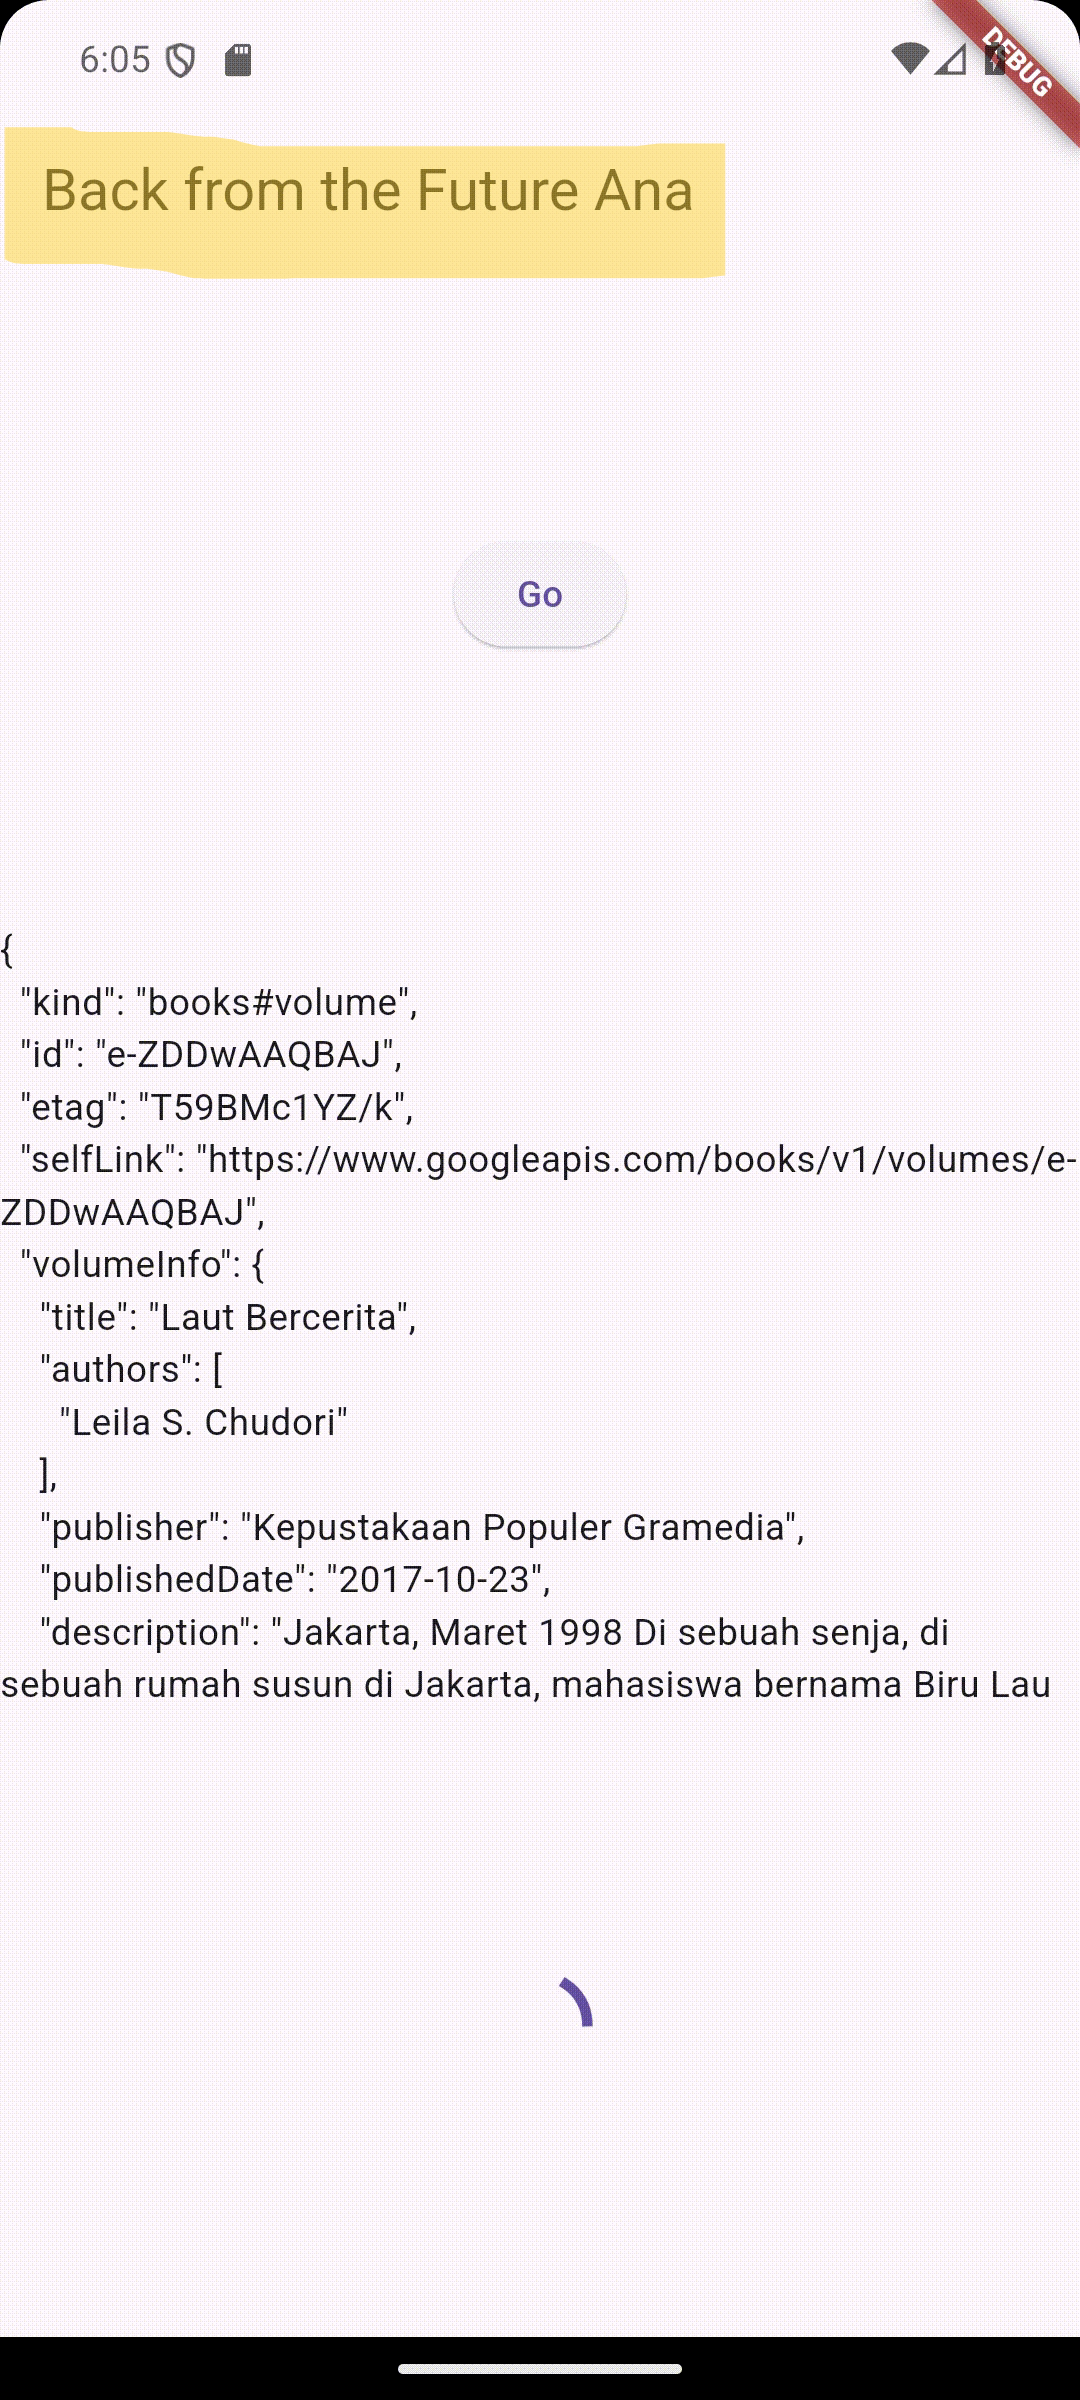 6:05
DEBUG
Back from the Future Ana
Go
{
  "kind": "books#volume",
  "id": "e-ZDDwAAQBAJ",
  "etag": "T59BMc1YZ/k",
  "selfLink": "https://www.googleapis.com/books/v1/volumes/e-
ZDDwAAQBAJ",
  "volumeInfo": {
    "title": "Laut Bercerita",
    "authors": [
      "Leila S. Chudori"
    ],
    "publisher": "Kepustakaan Populer Gramedia",
    "publishedDate": "2017-10-23",
    "description": "Jakarta, Maret 1998 Di sebuah senja, di
sebuah rumah susun di Jakarta, mahasiswa bernama Biru Lau